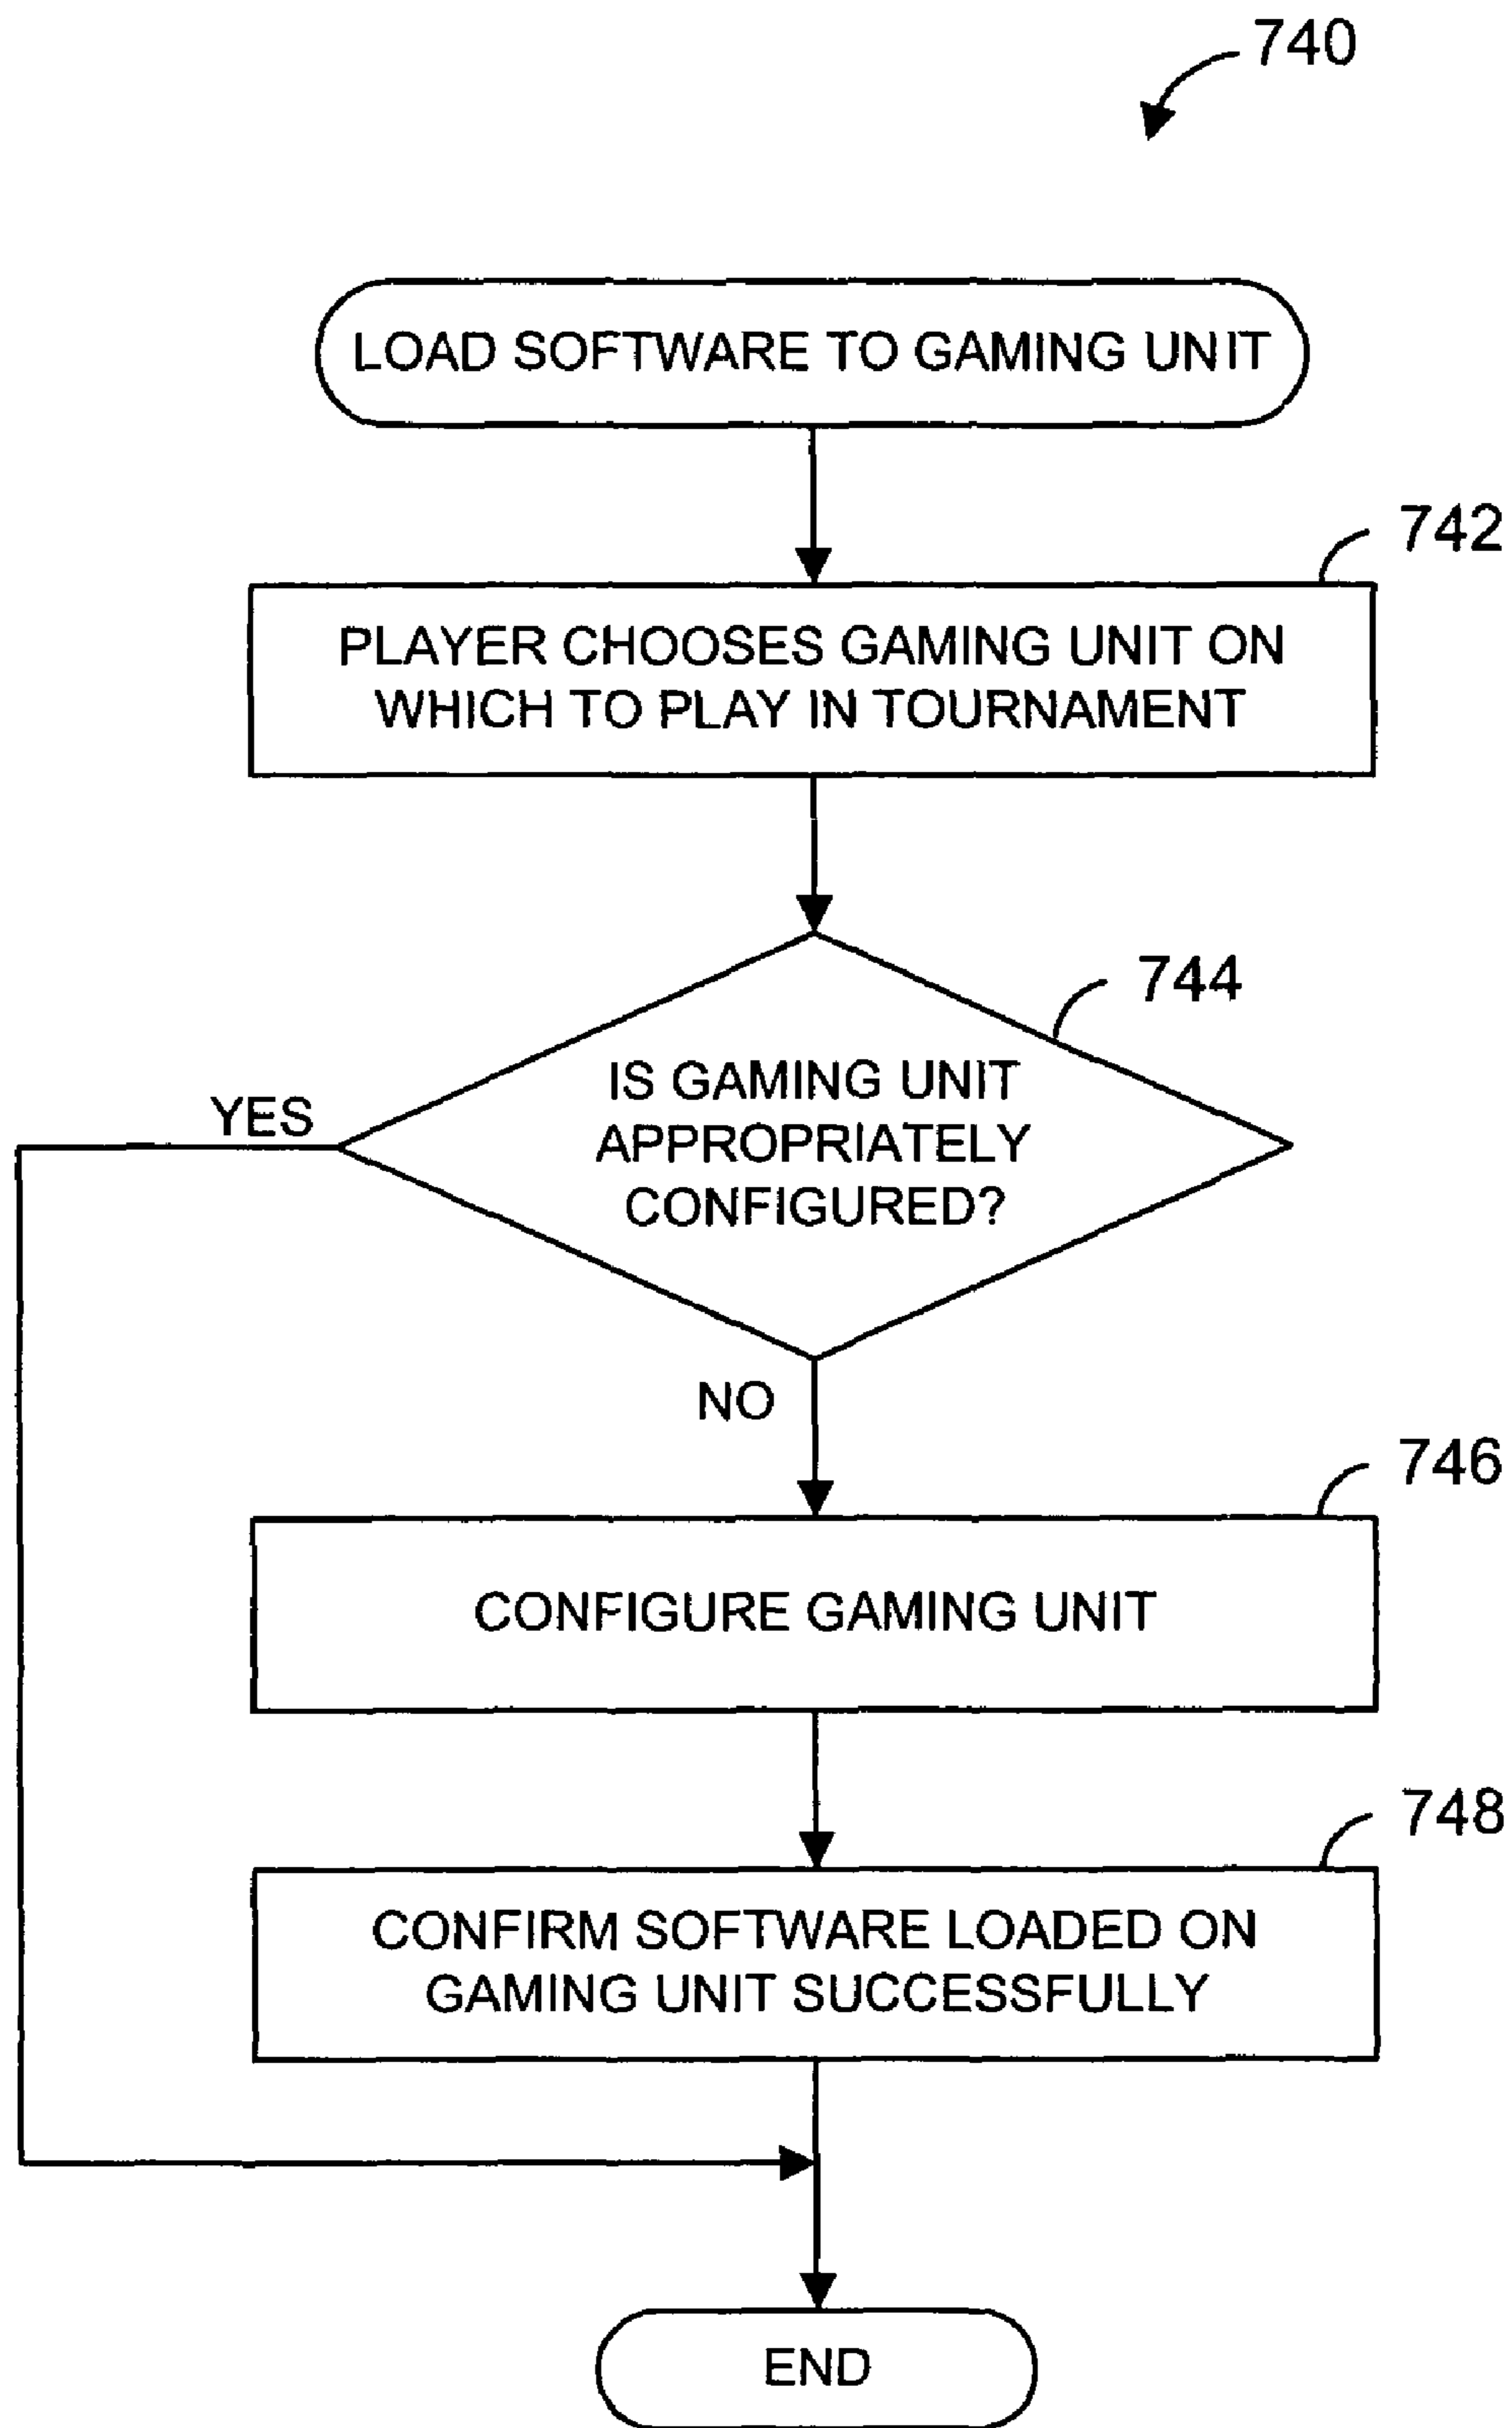 740
LOAD SOFTWARE TO GAMING UNIT
742
PLAYER CHOOSES GAMING UNIT ON
WHICH TO PLAY IN TOURNAMENT
744
IS GAMING UNIT
APPROPRIATELY
CONFIGURED?
YES
NO
746
CONFIGURE GAMING UNIT
748
CONFIRM SOFTWARE LOADED ON
GAMING UNIT SUCCESSFULLY
END